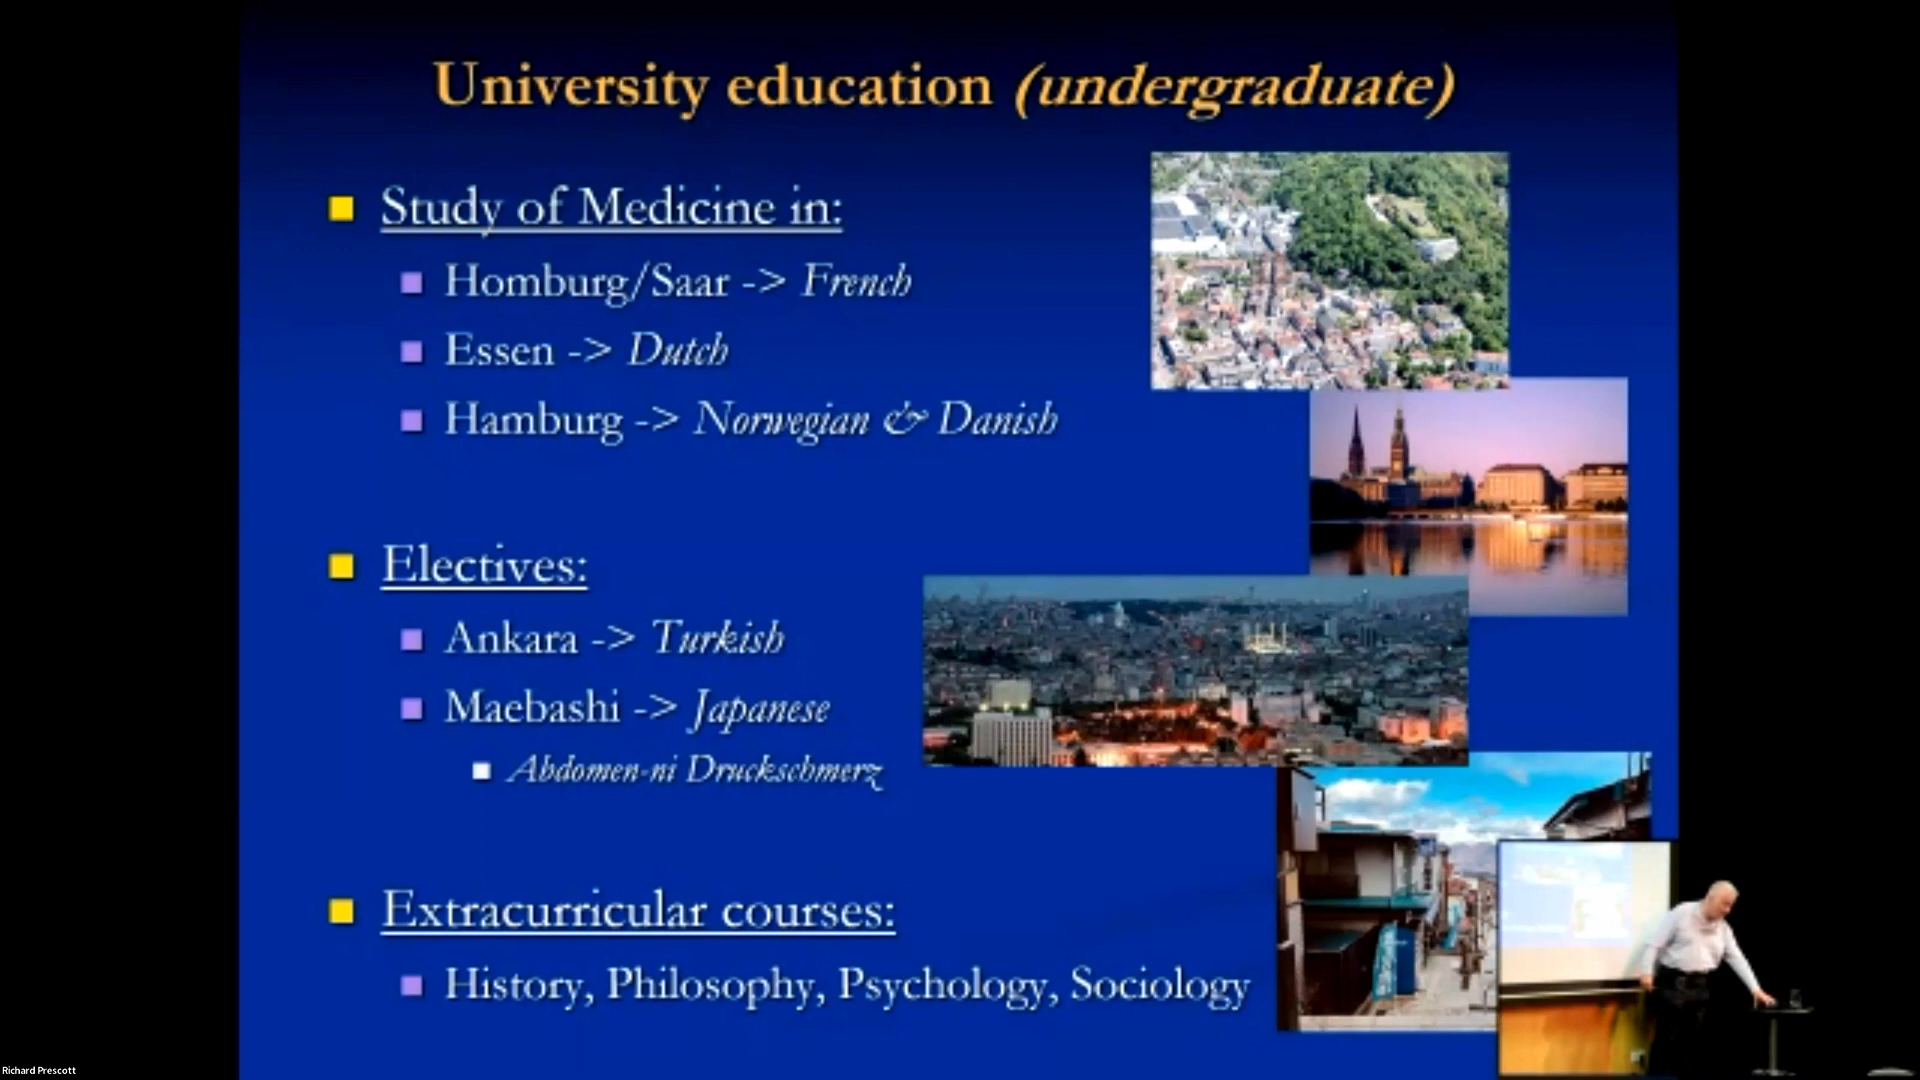 University education (undergraduate)
Study of Medicine in:
Homburg/Saar -> French
Essen -> Dutch
Hamburg -> Norwegian & Danish
Electives:
Ankara -> Turkish
Maebashi -> Japanese
Abdomen-ni Druckschmerz
Extracurricular courses:
History, Philosophy, Psychology, Sociology
Richard Prescott